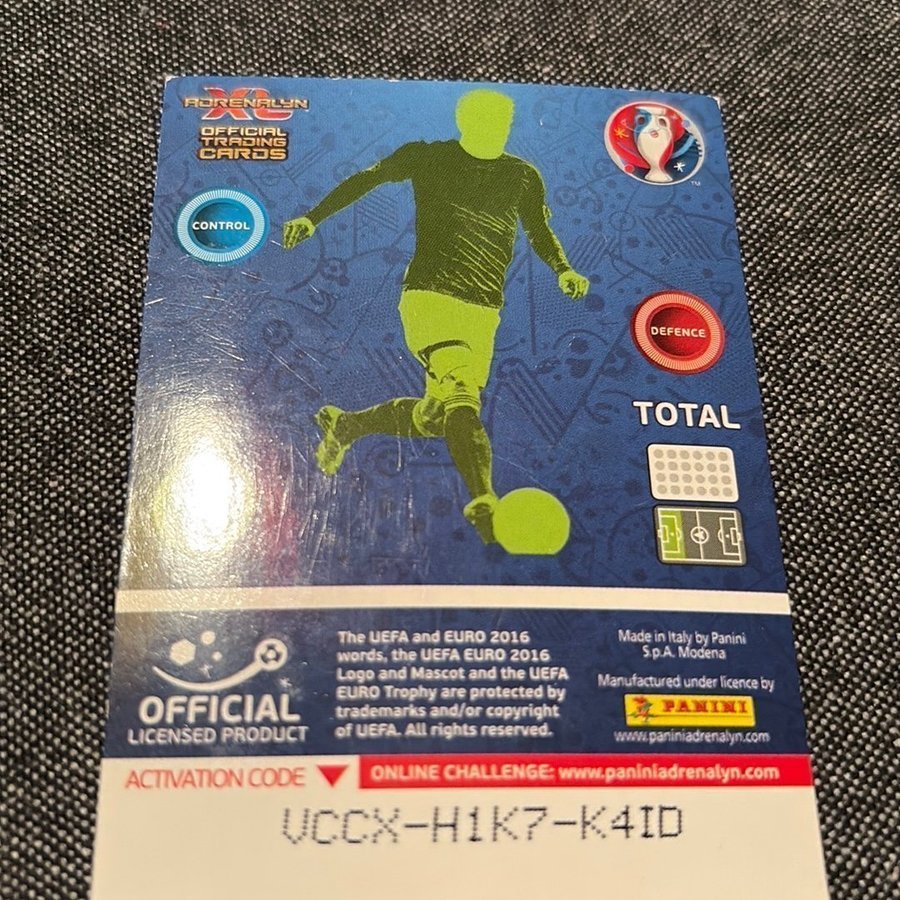 ADRENALYN
XL
OFFICIAL
TRADING
CARDS
TM
CONTROL
DEFENCE
TOTAL
The UEFA and EURO 2016
words, the UEFA EURO 2016
Logo and Mascot and the UEFA
EURO Trophy are protected by
trademarks and/or copyright
of UEFA. All rights reserved.
OFFICIAL
LICENSED PRODUCT
Made in Italy by Panini
S.p.A. Modena
Manufactured under licence by
PANINI
www.paniniadrenalyn.com
ACTIVATION CODE
ONLINE CHALLENGE: www.paniniadrenalyn.com
VCCX-H1K7-K4ID